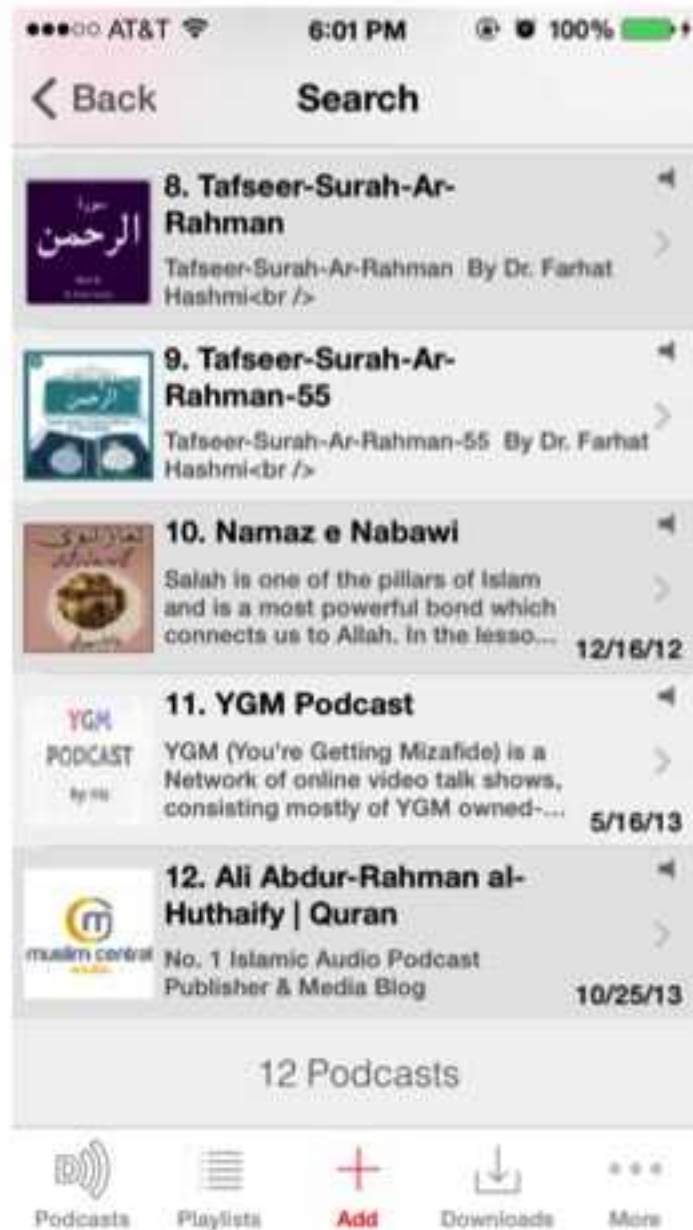 AT&T 6:01 PM 100%
Back Search
8. Tafseer-Surah-Ar-
Rahman
Tafseer-Surah-Ar-Rahman By Dr. Farhat
Hashmi<br />
الرحمن
9. Tafseer-Surah-Ar-
Rahman-55
Tafseer-Surah-Ar-Rahman-55 By Dr. Farhat
Hashmi<br />
الرحمن
10. Namaz e Nabawi
Salah is one of the pillars of Islam
and is a most powerful bond which
connects us to Allah. In the lesso...
12/16/12
YGM
PODCAST
11. YGM Podcast
YGM (You're Getting Mizafide) is a
Network of online video talk shows,
consisting mostly of YGM owned-...
5/16/13
muslim central
12. Ali Abdur-Rahman al-
Huthaify | Quran
No. 1 Islamic Audio Podcast
Publisher & Media Blog
10/25/13
12 Podcasts
Podcasts Playlists Add Downloads More